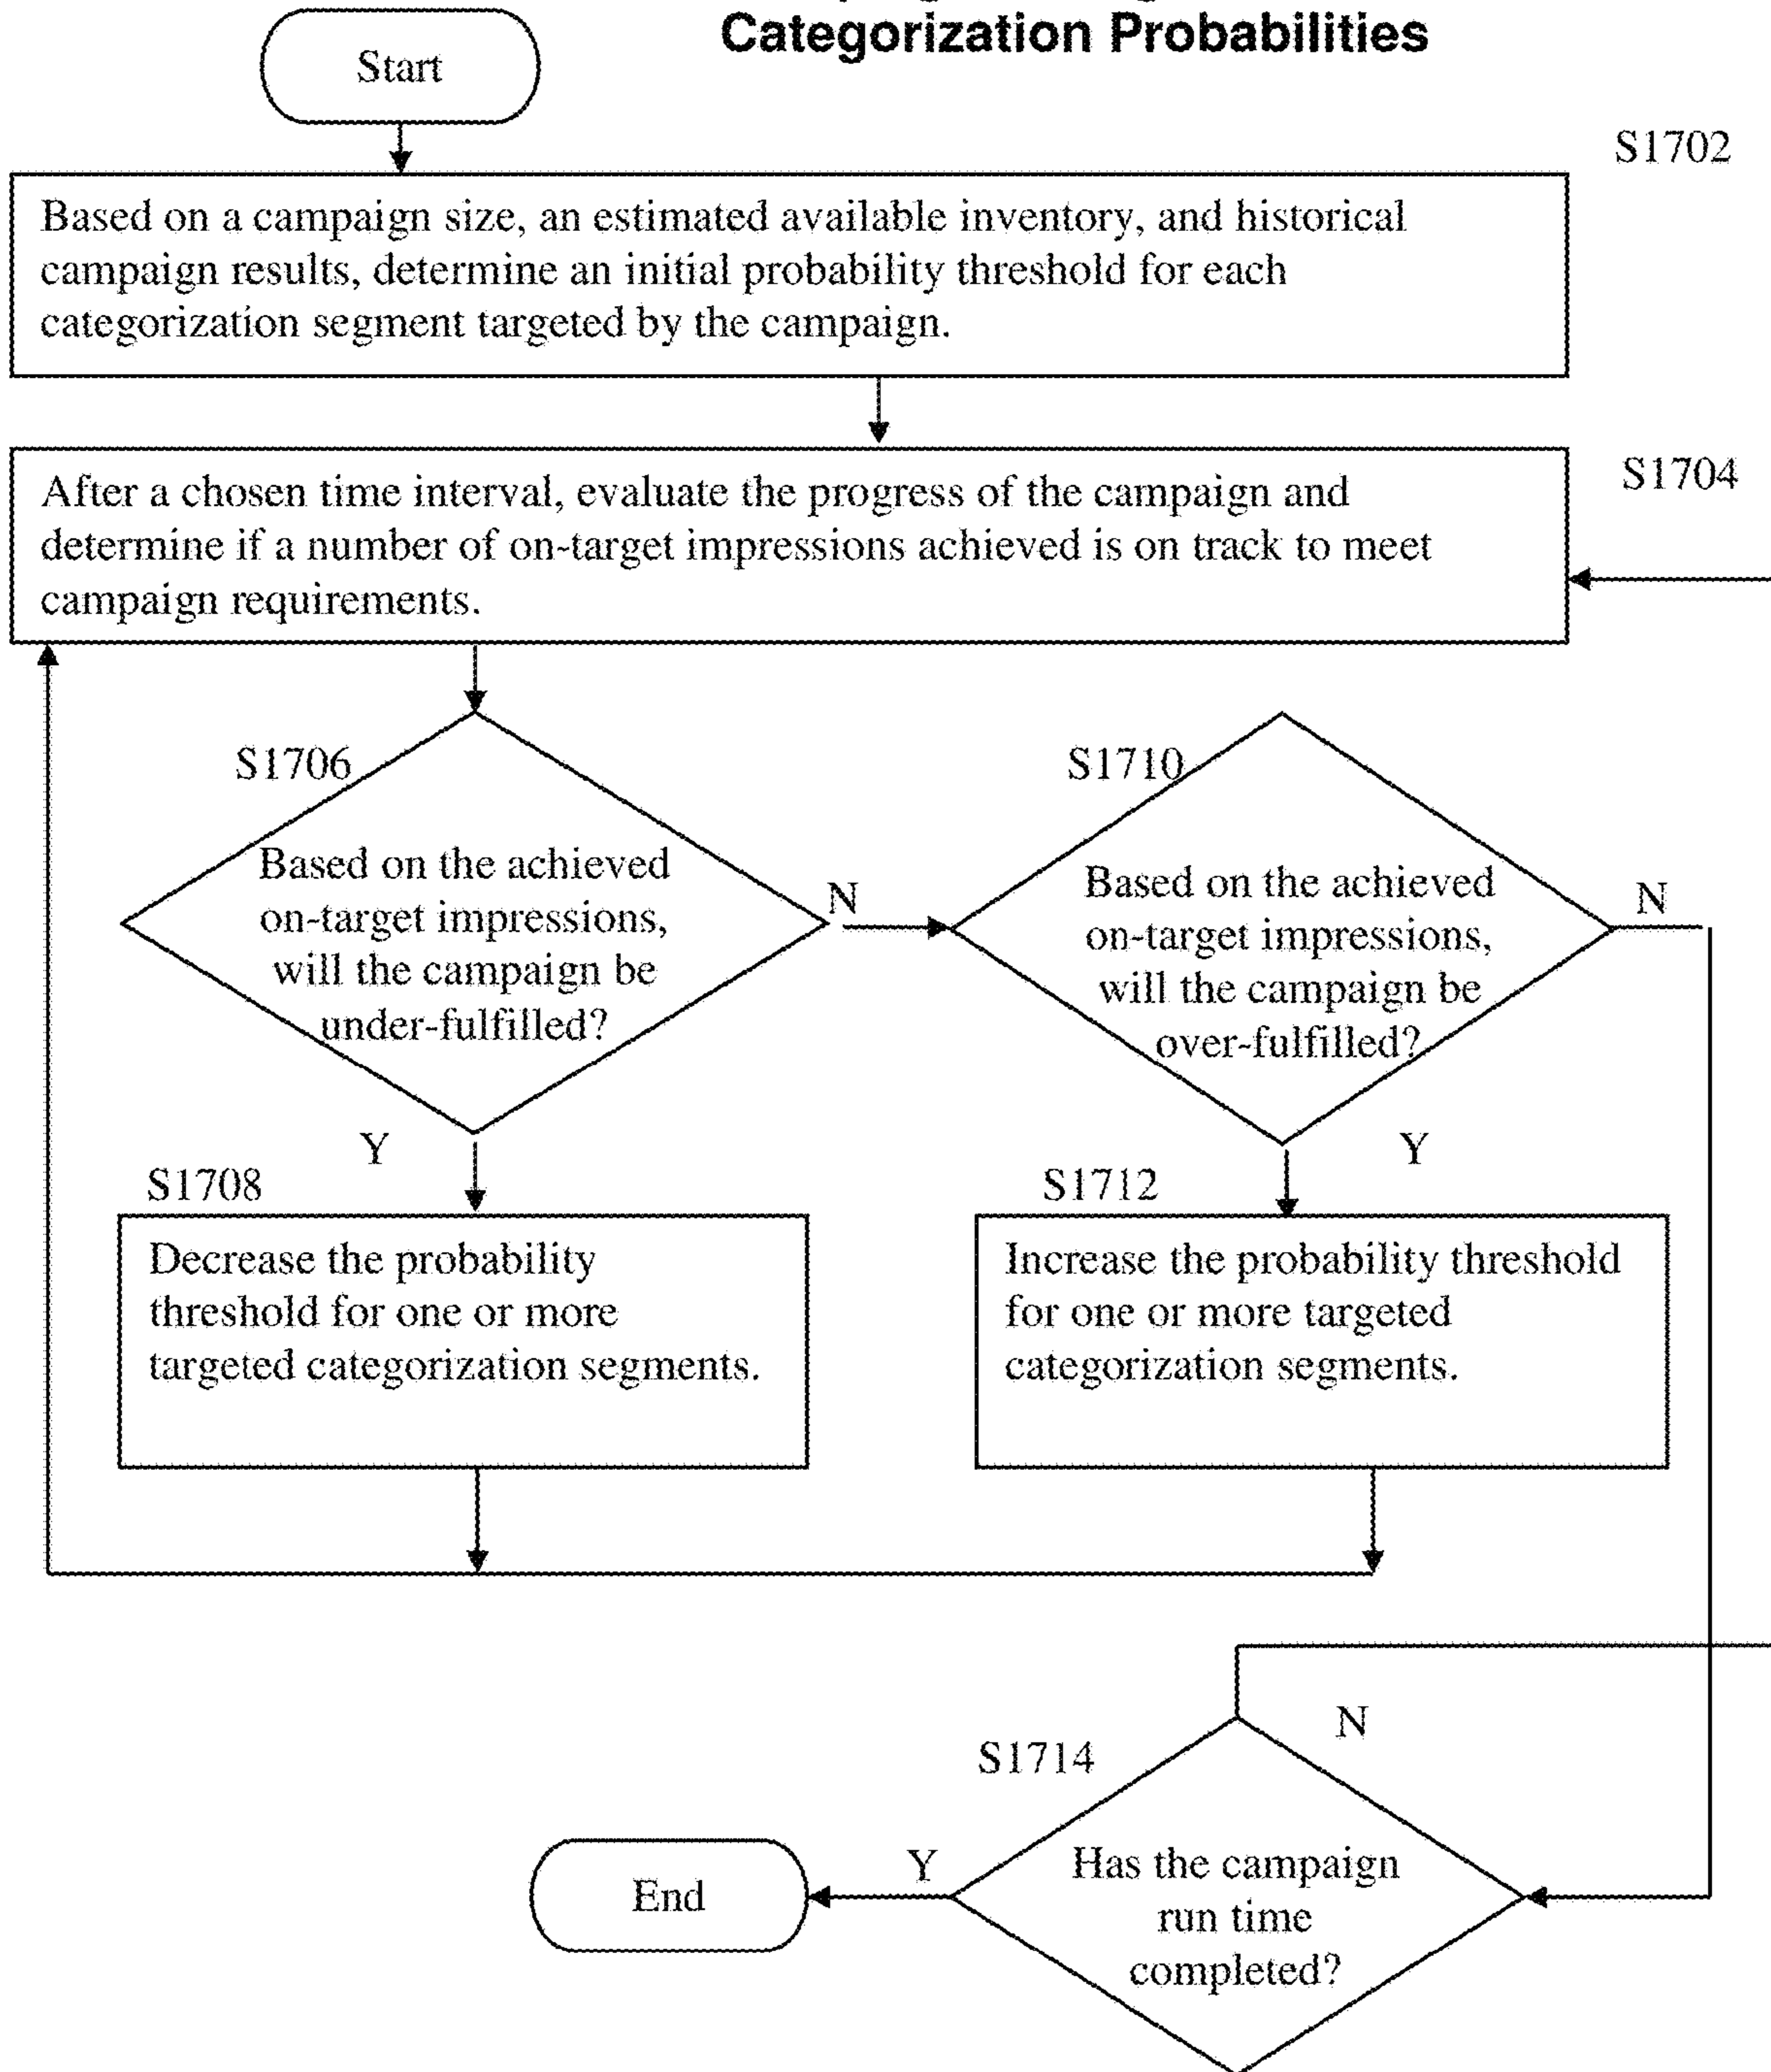 Categorization Probabilities
Start
S1702
Based on a campaign size, an estimated available inventory, and historical
campaign results, determine an initial probability threshold for each
categorization segment targeted by the campaign.
S1704
After a chosen time interval, evaluate the progress of the campaign and
determine if a number of on-target impressions achieved is on track to meet
campaign requirements.
S1706
Based on the achieved
on-target impressions,
will the campaign be
under-fulfilled?
N
S1710
Based on the achieved
on-target impressions,
will the campaign be
over-fulfilled?
N
Y
S1708
Decrease the probability
threshold for one or more
targeted categorization segments.
Y
S1712
Increase the probability threshold
for one or more targeted
categorization segments.
N
S1714
Has the campaign
run time
completed?
Y
End